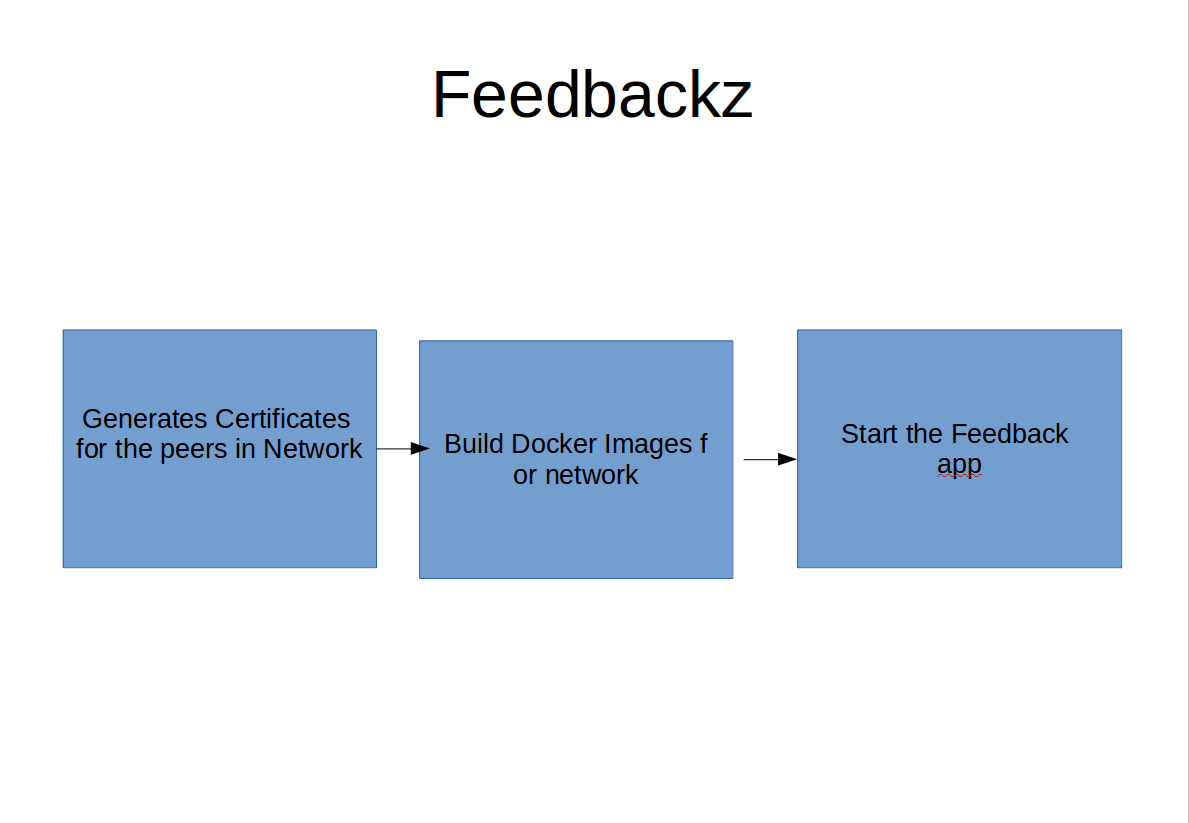 Feedbackz
Generates Certificates
for the peers in Network
Build Docker Images f
or network
Start the Feedback
app